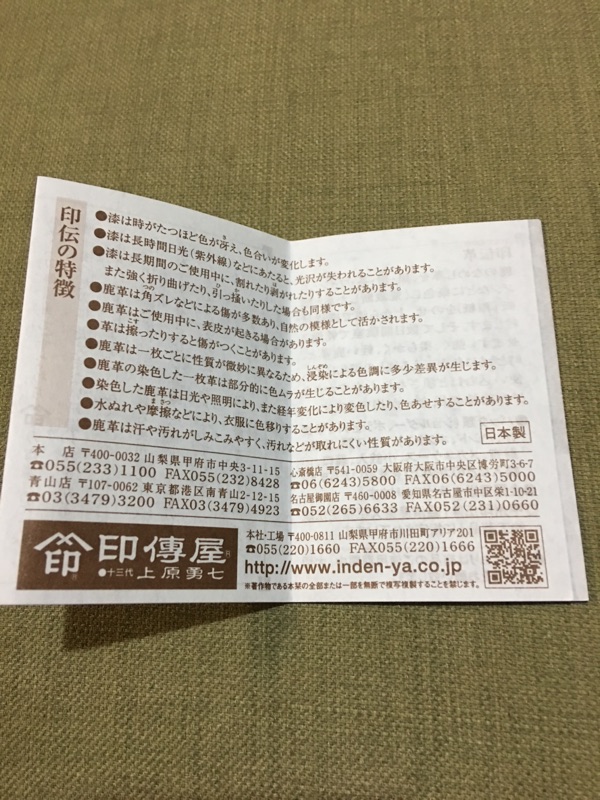 印伝の特徴
●漆は時がたつほど色が冴え、色合いが変化します。
●漆は長時間日光(紫外線)などにあたると、光沢が失われることがあります。
●漆は長期間のご使用中に、割れたり剥がれたりすることがあります。
また強く折り曲げたり、引っ掻いたりした場合も同様です。
●鹿革は角ズレなどによる傷が多数あり、自然の模様として活かされます。
●鹿革はご使用中に、表皮が起きる場合があります。
●革は擦ったりすると傷がつくことがあります。
●鹿革は一枚ごとに性質が微妙に異なるため、浸染による色調に多少差異が生じます。
●鹿革の染色した一枚革は部分的に色ムラが生じることがあります。
●染色した鹿革は日光や照明により、また経年変化により変色したり、色あせすることがあります。
●水ぬれや摩擦などにより、衣服に色移りすることがあります。
●鹿革は汗や汚れがしみこみやすく、汚れなどが取れにくい性質があります。
日本製
本 店 〒400-0032 山梨県甲府市中央3-11-15
☎055(233)1100 FAX055(232)8428
青山店 〒107-0062 東京都港区南青山2-12-15
☎03(3479)3200 FAX03(3479)4923
心斎橋店 〒541-0059 大阪府大阪市中央区博労町3-6-7
☎06(6243)5800 FAX06(6243)5000
名古屋御園店 〒460-0008 愛知県名古屋市中区栄1-10-21
☎052(265)6633 FAX052(231)0660
印 印傳屋
●十三代 上原勇七
本社・工場 〒400-0811 山梨県甲府市川田町アリア201
☎055(220)1660 FAX055(220)1666
http://www.inden-ya.co.jp
※著作物である本栞の全部または一部を無断で複写複製することを禁じます。